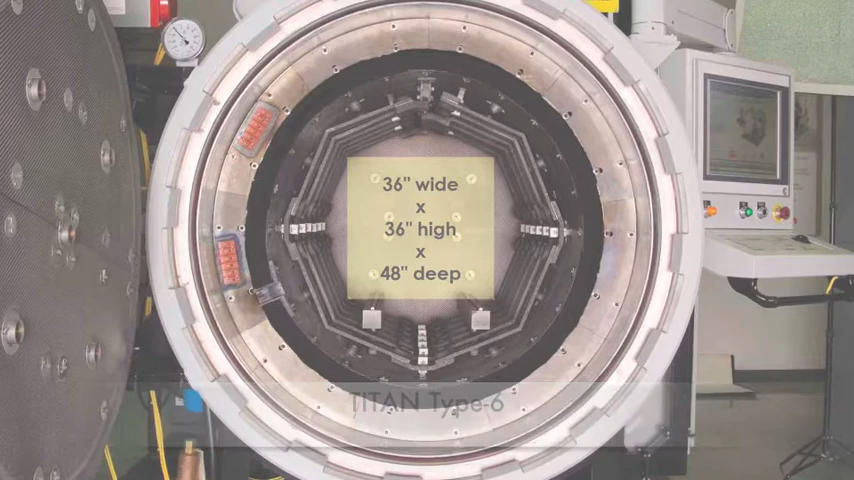 36" wide
x
36" high
x
48" deep
TITAN Type-6